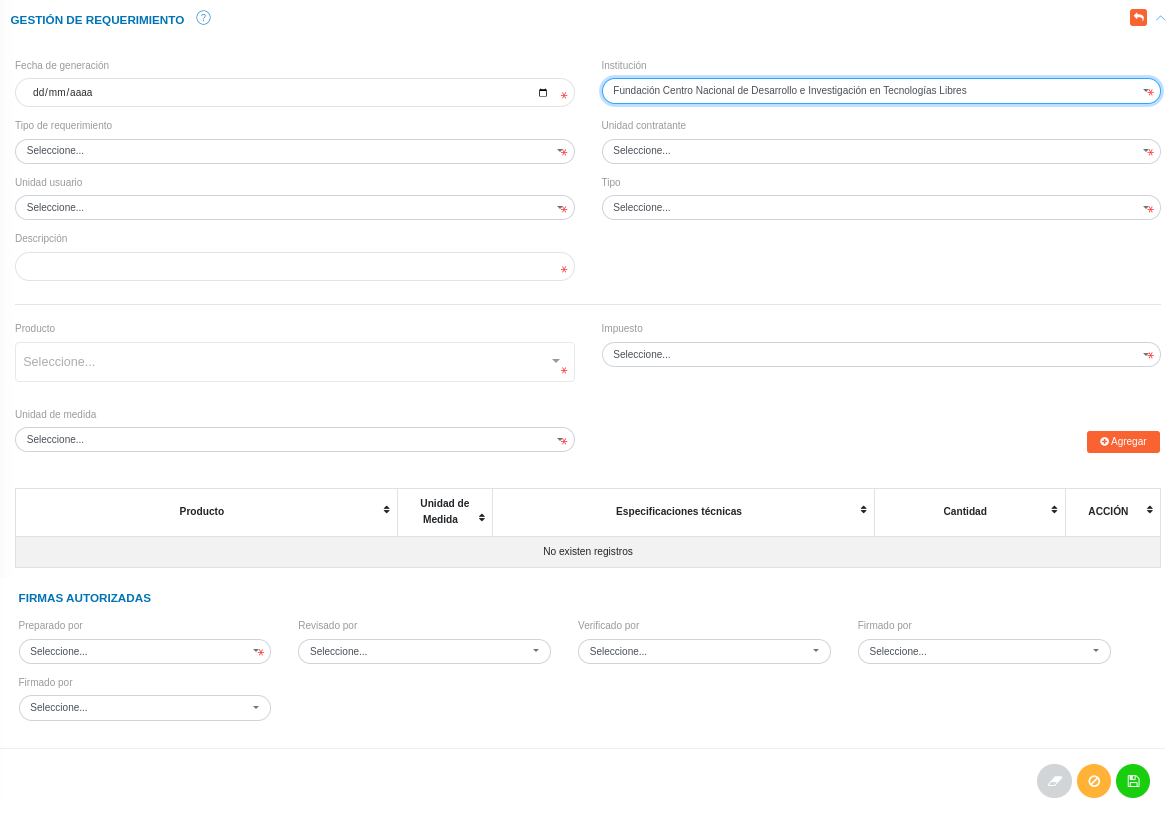 GESTIÓN DE REQUERIMIENTO ?
Fecha de generación
Institución
dd/mm/aaaa *
Fundación Centro Nacional de Desarrollo e Investigación en Tecnologías Libres *
Tipo de requerimiento
Unidad contratante
Seleccione... *
Seleccione... *
Unidad usuario
Tipo
Seleccione... *
Seleccione... *
Descripción
*
Producto
Impuesto
Seleccione... *
Seleccione... *
Unidad de medida
Seleccione... *
Agregar
Producto
Unidad de
Medida
Especificaciones técnicas
Cantidad
ACCIÓN
No existen registros
FIRMAS AUTORIZADAS
Preparado por
Revisado por
Verificado por
Firmado por
Seleccione... *
Seleccione...
Seleccione...
Seleccione...
Firmado por
Seleccione...